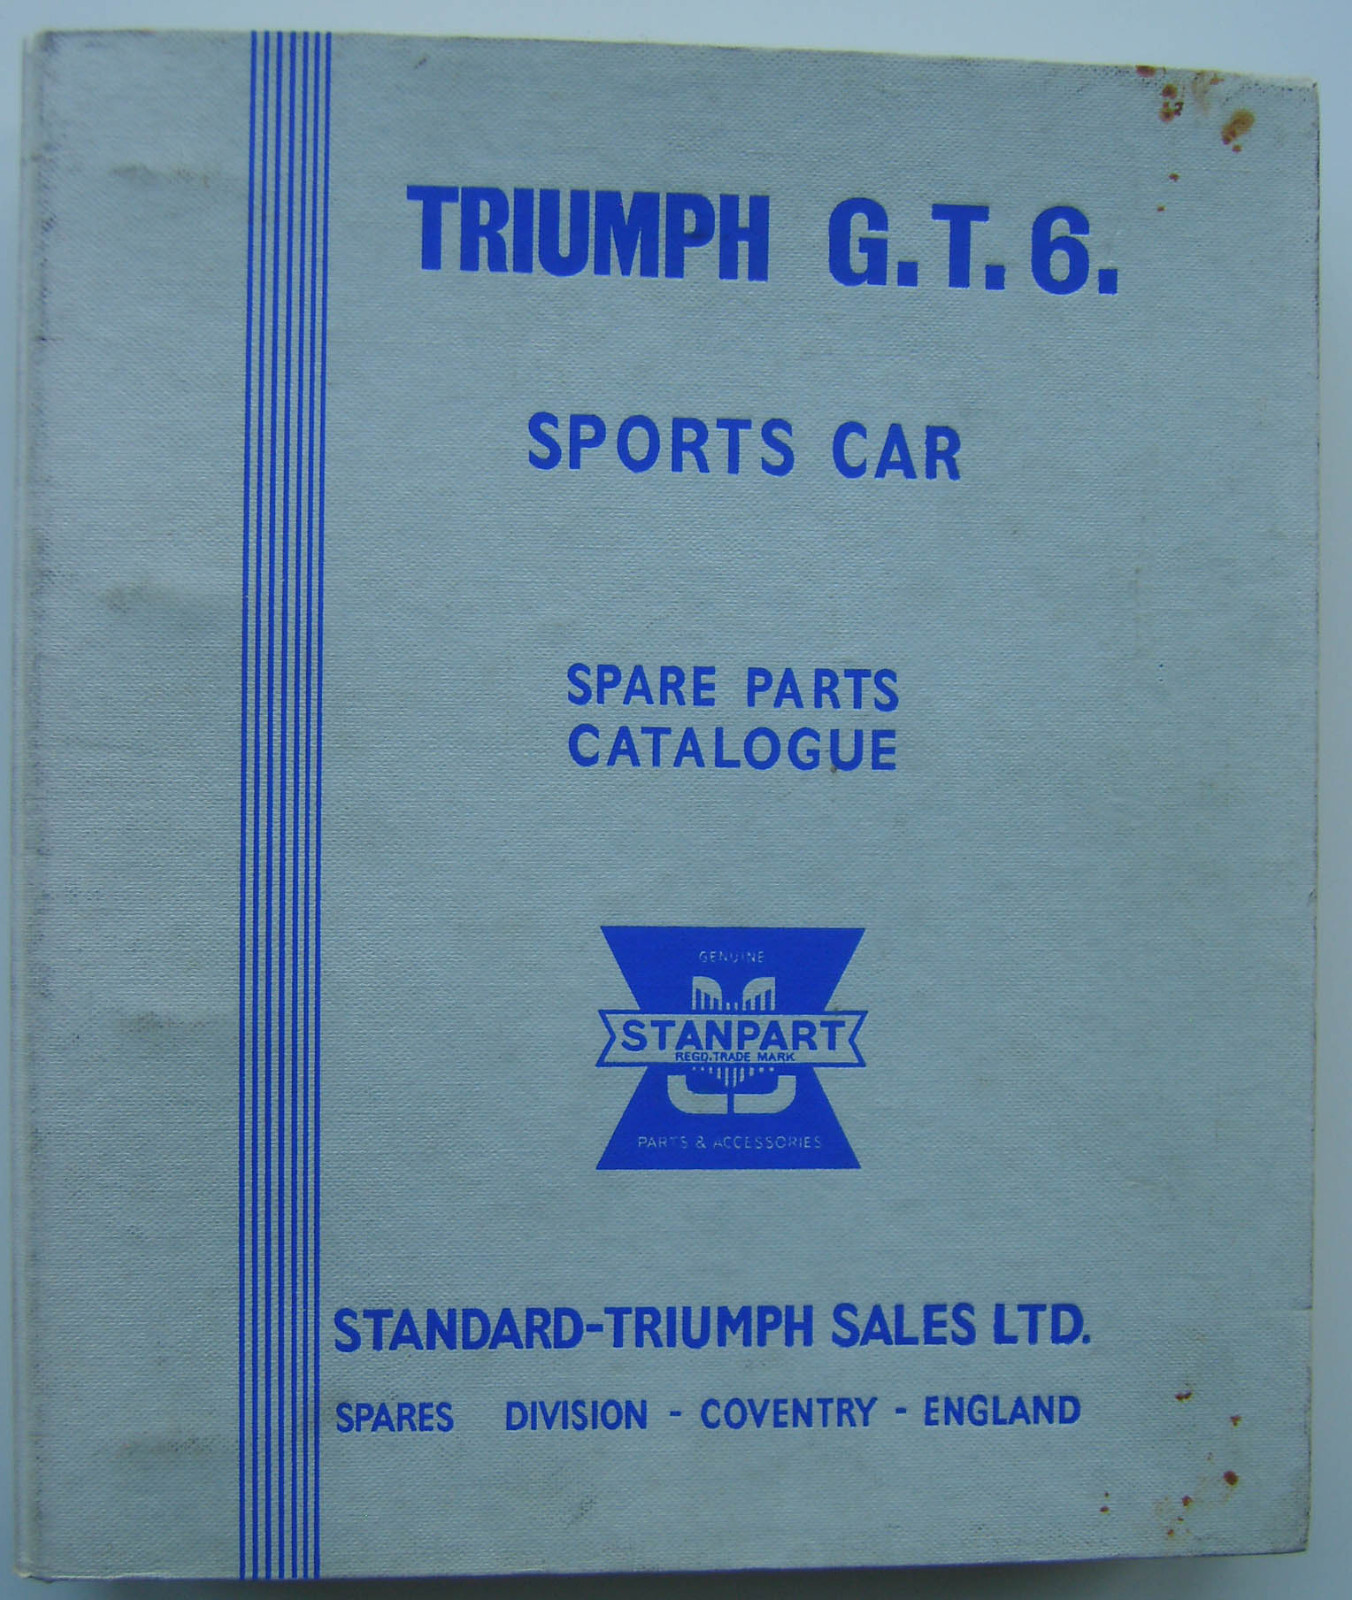 TRIUMPH G.T.6.
SPORTS CAR
SPARE PARTS
CATALOGUE
GENUINE
STANPART
REGD. TRADE MARK
PARTS & ACCESSORIES
STANDARD-TRIUMPH SALES LTD.
SPARES DIVISION - COVENTRY - ENGLAND